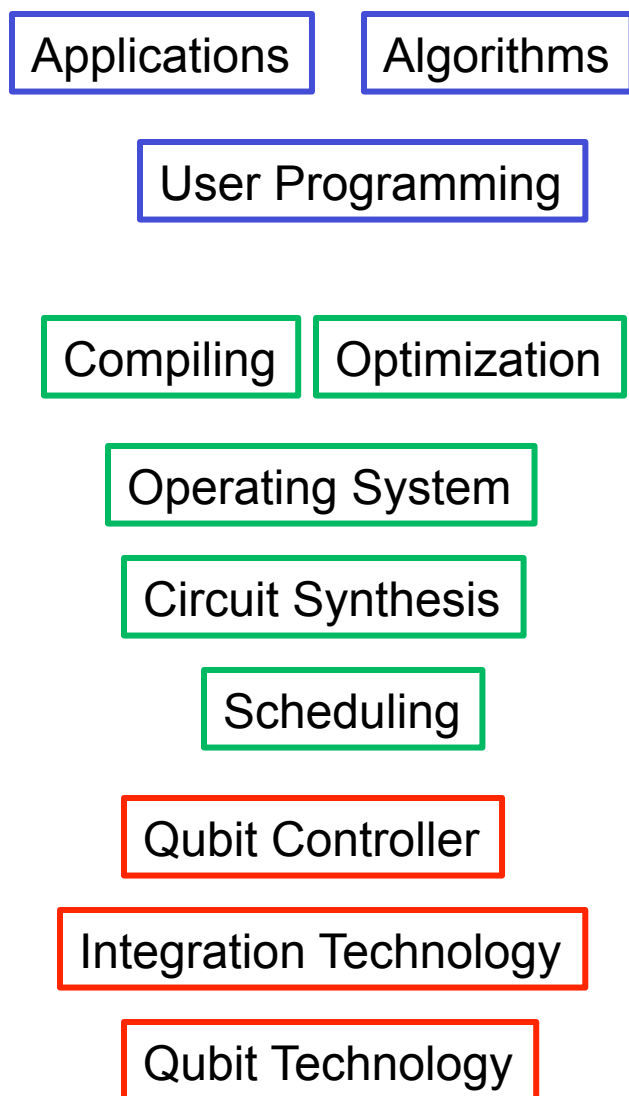 Applications Algorithms
User Programming
Compiling Optimization
Operating System
Circuit Synthesis
Scheduling
Qubit Controller
Integration Technology
Qubit Technology